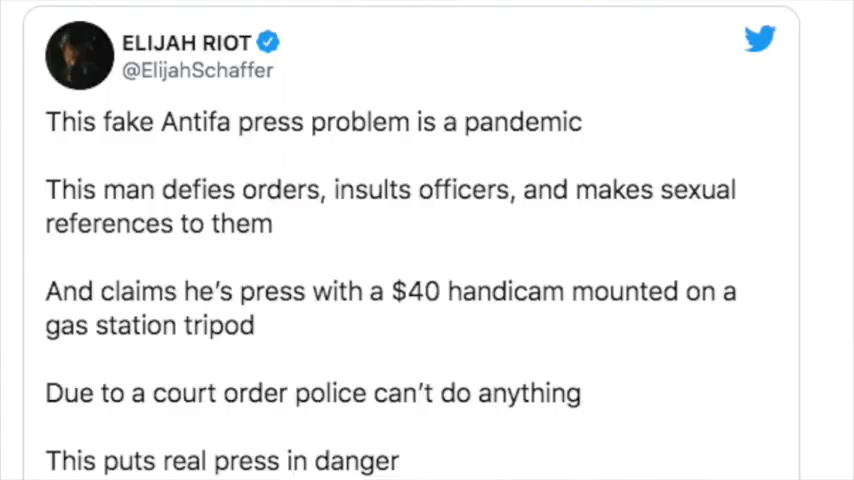 ELIJAH RIOT
@ElijahSchaffer
This fake Antifa press problem is a pandemic
This man defies orders, insults officers, and makes sexual
references to them
And claims he's press with a $40 handicam mounted on a
gas station tripod
Due to a court order police can't do anything
This puts real press in danger